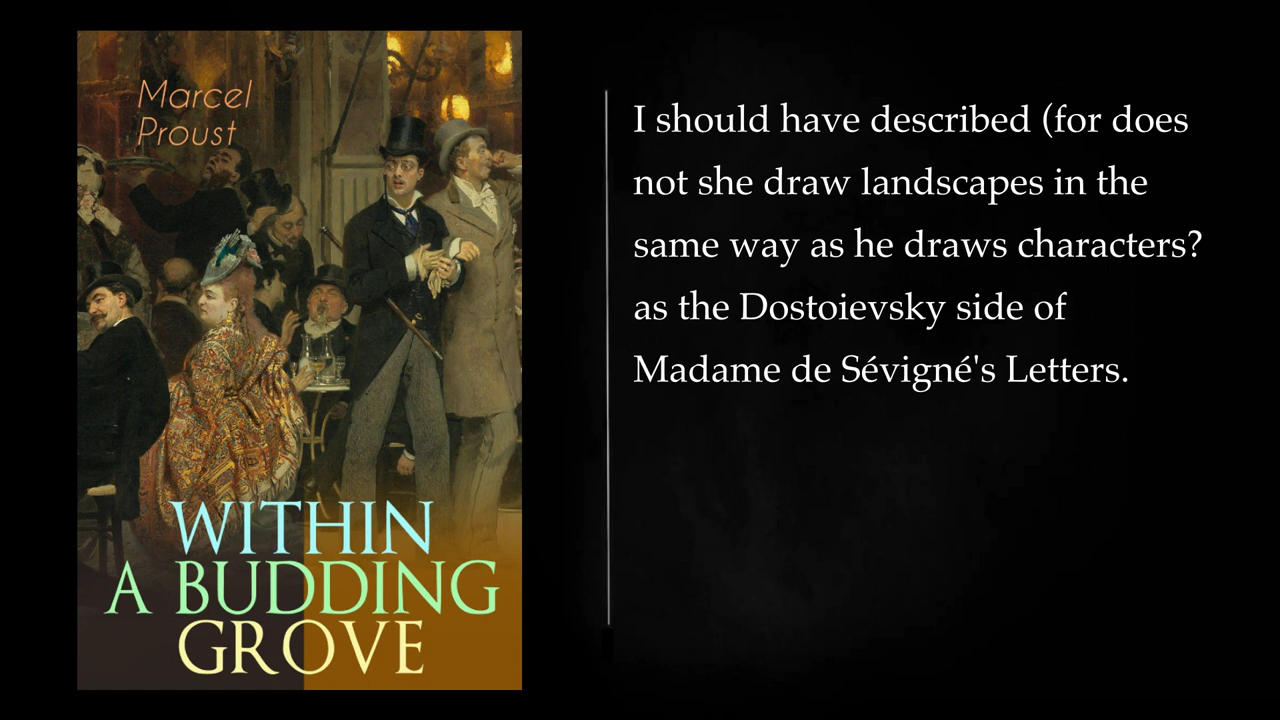 Marcel
Proust
WITHIN
A BUDDING
GROVE
I should have described (for does
not she draw landscapes in the
same way as he draws characters?
as the Dostoievsky side of
Madame de Sévigné's Letters.